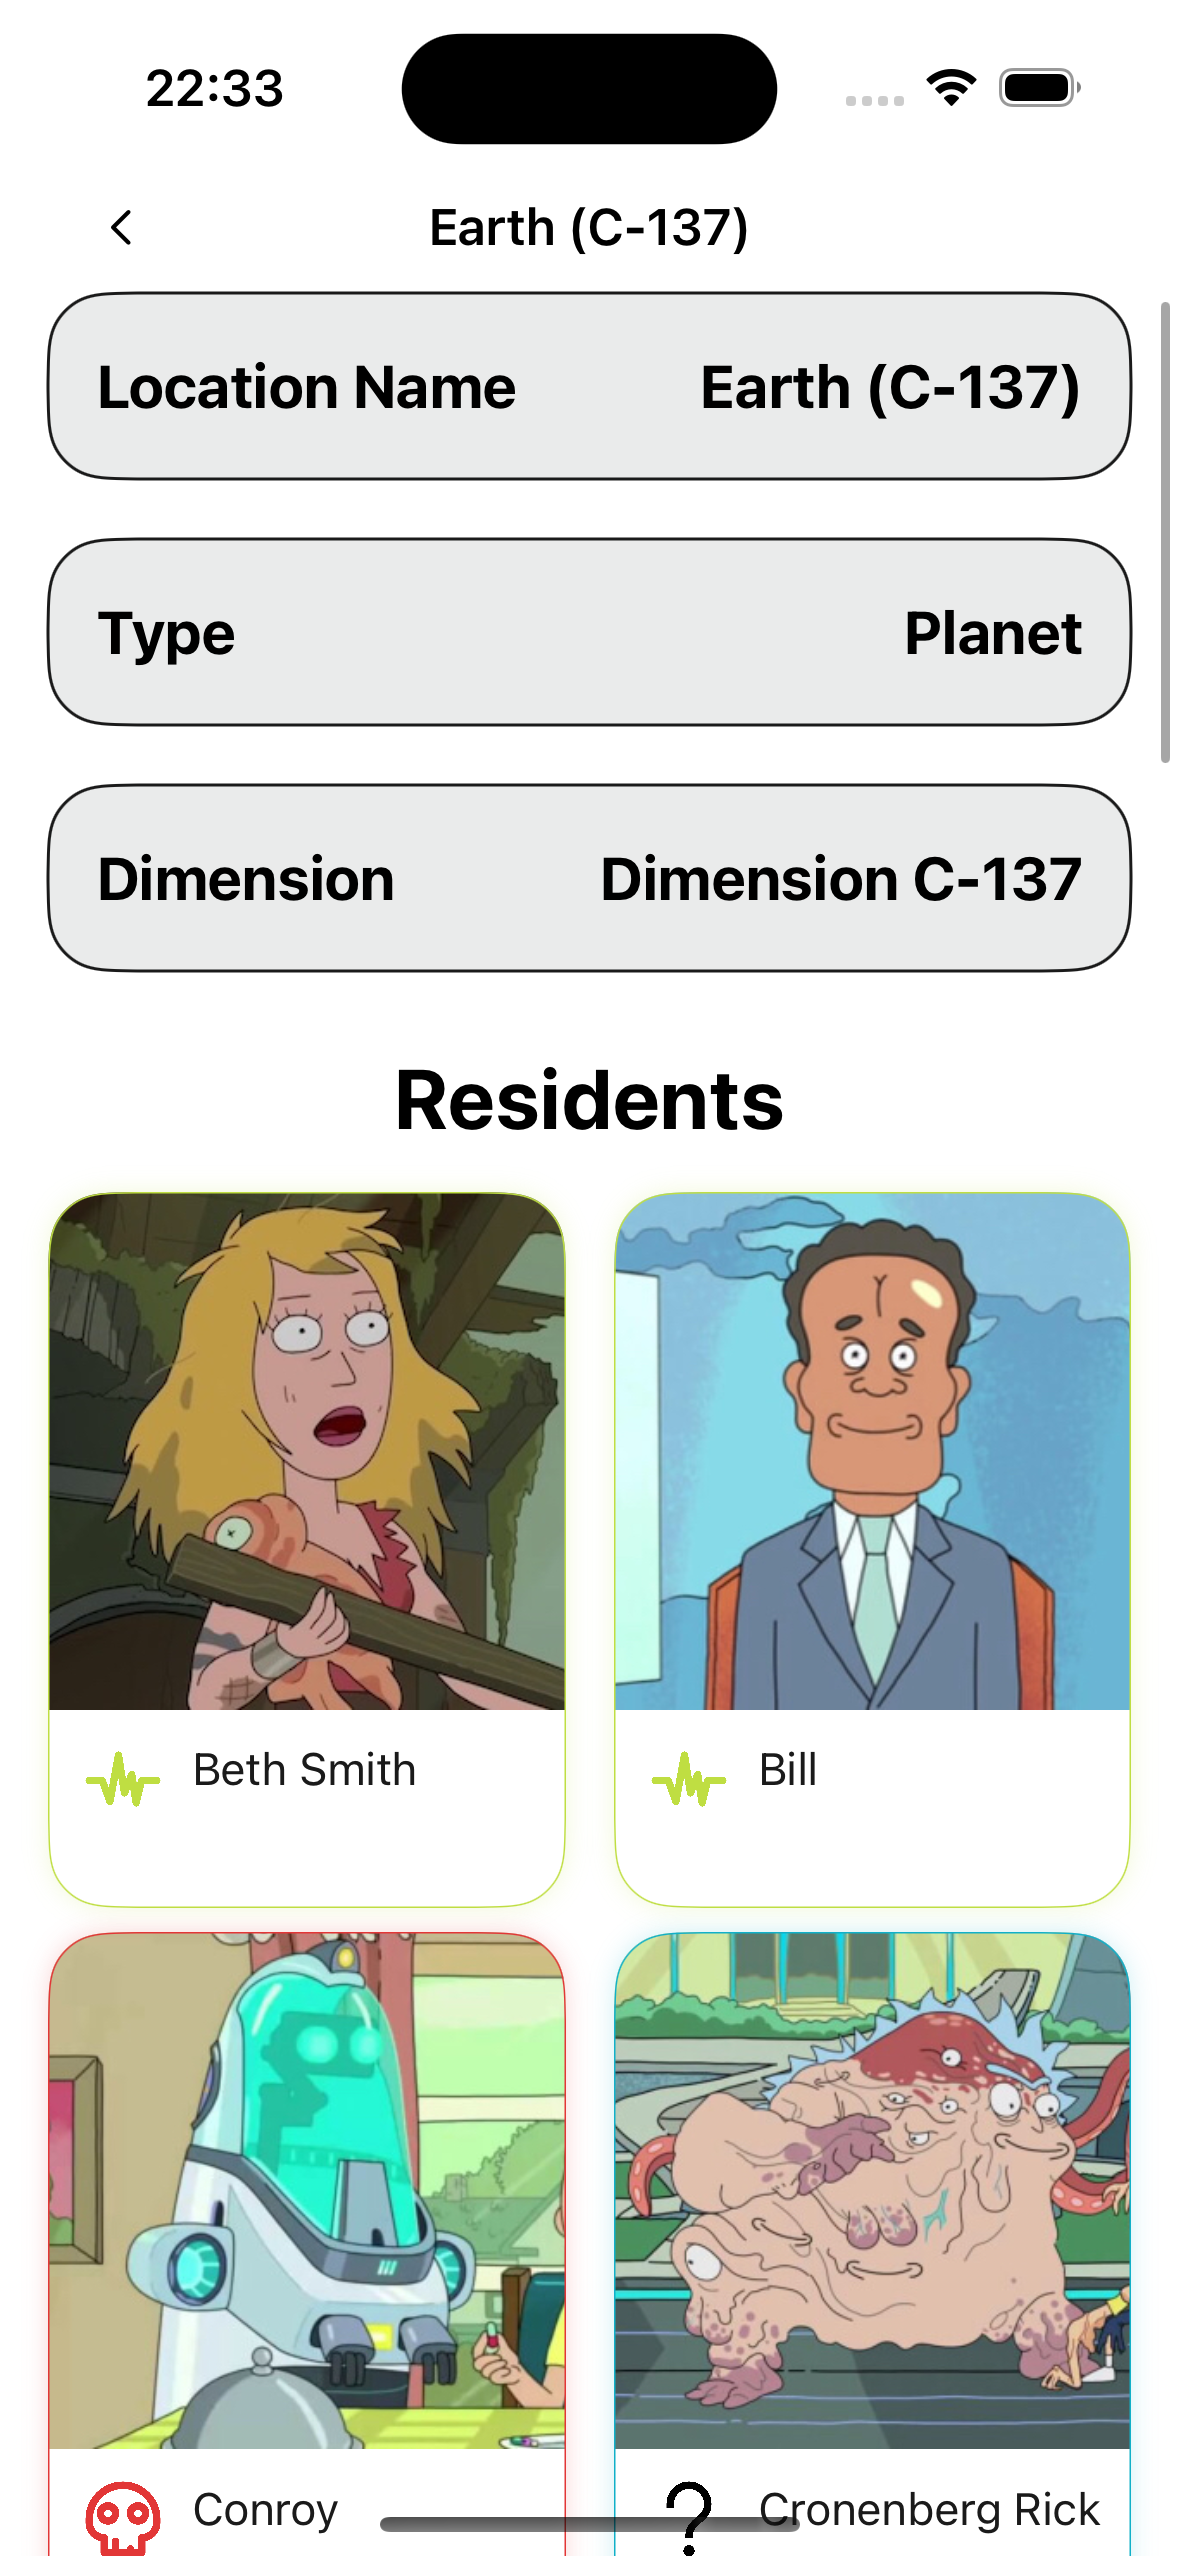 22:33
Earth (C-137)
Location Name Earth (C-137)
Type Planet
Dimension Dimension C-137
Residents
Beth Smith
Bill
Conroy
Cronenberg Rick